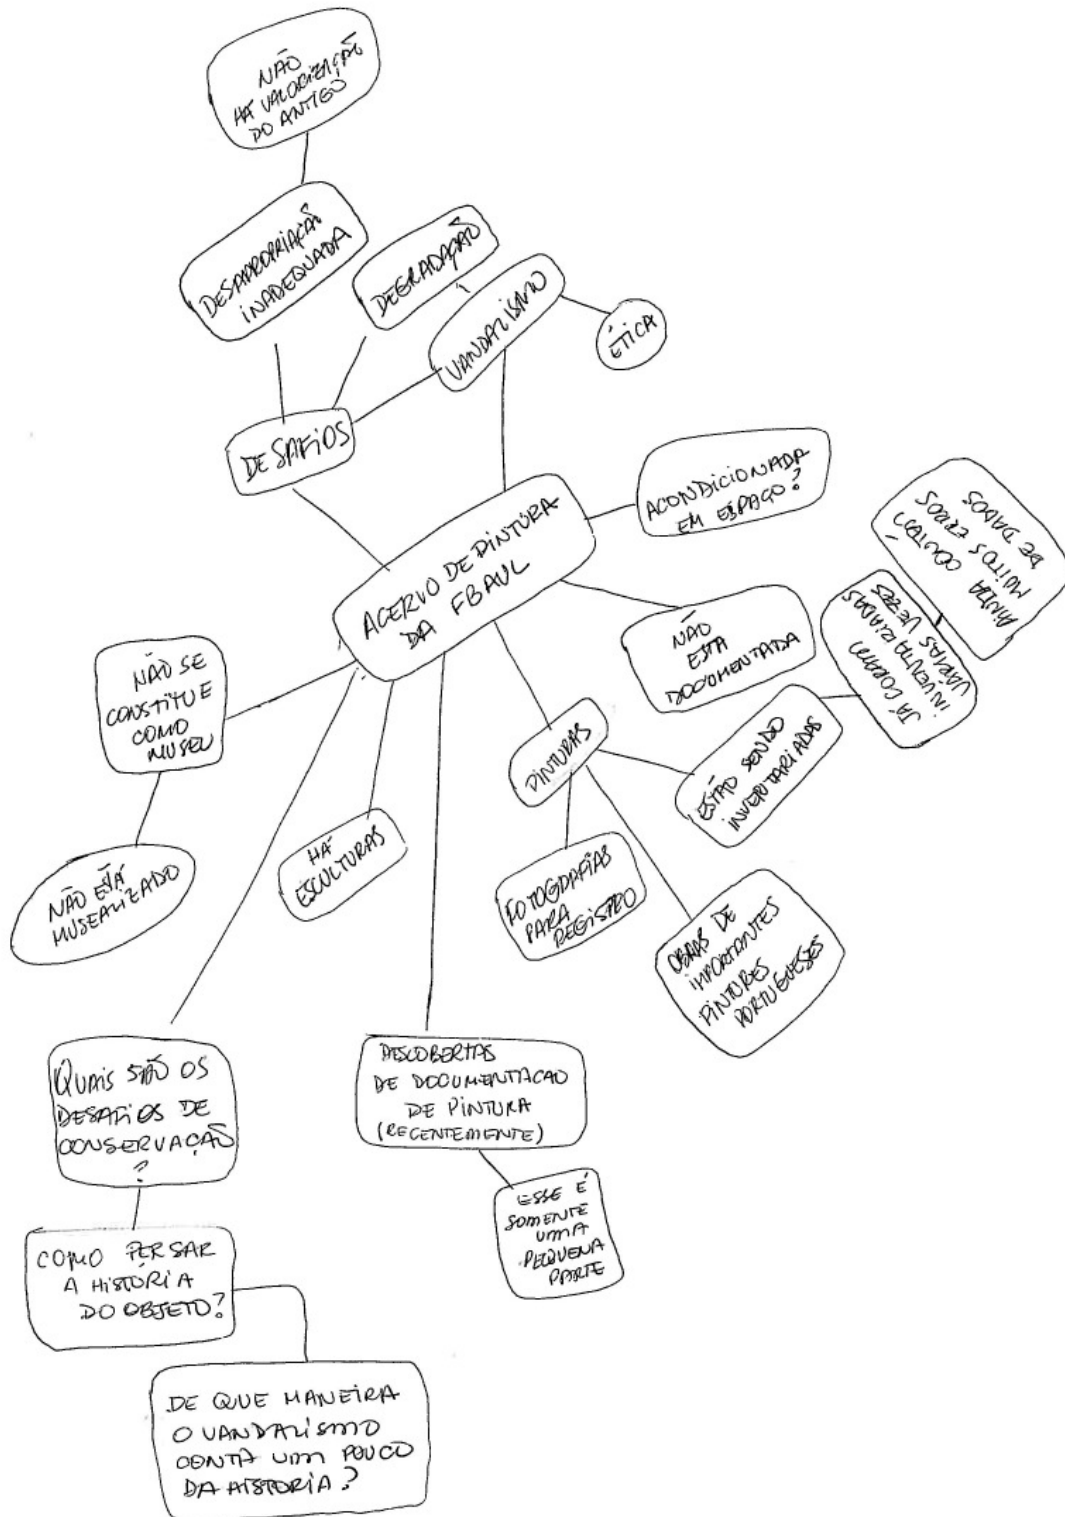 NÃO
HÁ VALORIZAÇÃO
DO ANTIGO
DESAPROPRIAÇÃO
INADEQUADA
DEGRADAÇÃO
VANDALISMO
ÉTICA
DESAFIOS
ACONDICIONADA
EM ESPAÇO?
ACERVO DE PINTURA
DA FBAUL
AINDA CONTÉM
MUITOS ERROS
DE DADOS
JÁ FORAM
INVENTARIADAS
VÁRIAS VEZES
NÃO
ESTA
DOCUMENTADA
NÃO SE
CONSTITUE
COMO
MUSEU
PINTURAS
ESTÃO SENDO
INVENTARIADAS
HÁ
ESCULTURAS
NÃO ESTÁ
MUSEALIZADO
FOTOGRAFIAS
PARA
REGISTRO
OBRAS DE
IMPORTANTES
PINTORES
PORTUGUESES
QUAIS SÃO OS
DESAFIOS DE
CONSERVAÇÃO
?
DESCOBERTAS
DE DOCUMENTACAO
DE PINTURA
(RECENTEMENTE)
ESSE É
SOMENTE
UMA
PEQUENA
PARTE
COMO PENSAR
A HISTÓRIA
DO OBJETO?
DE QUE MANEIRA
O VANDALISMO
CONTA UM POUCO
DA HISTORIA?